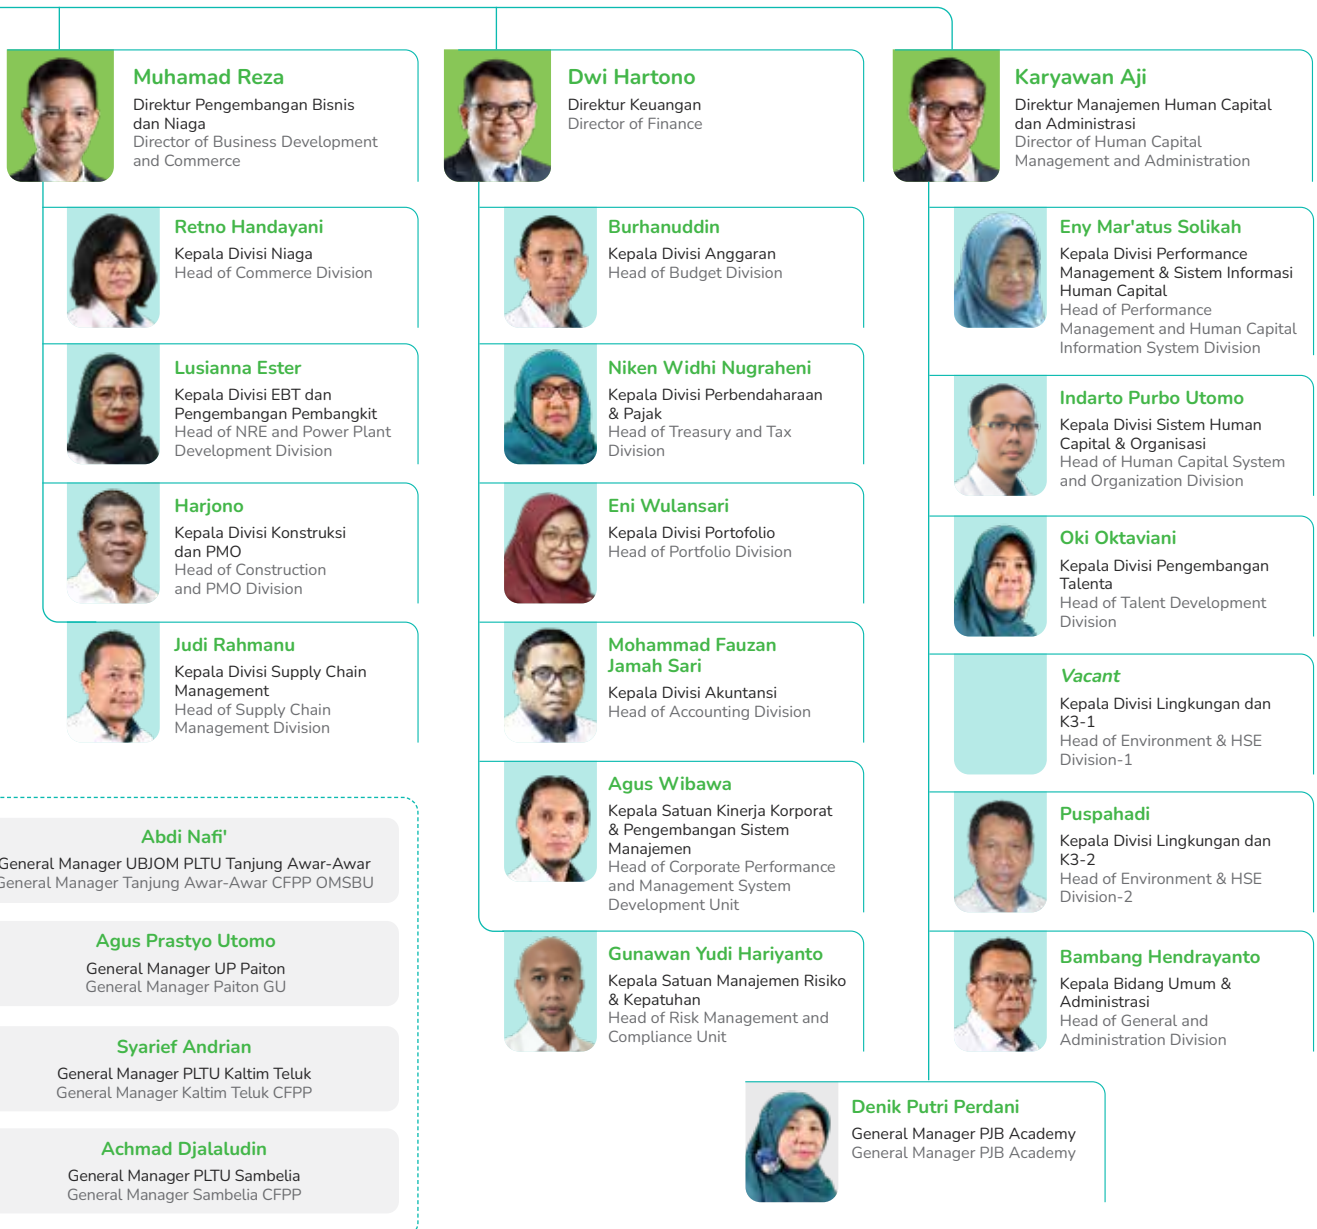 Muhamad Reza
Direktur Pengembangan Bisnis
dan Niaga
Director of Business Development
and Commerce
Retno Handayani
Kepala Divisi Niaga
Head of Commerce Division
Lusianna Ester
Kepala Divisi EBT dan
Pengembangan Pembangkit
Head of NRE and Power Plant
Development Division
Harjono
Kepala Divisi Konstruksi
dan PMO
Head of Construction
and PMO Division
Judi Rahmanu
Kepala Divisi Supply Chain
Management
Head of Supply Chain
Management Division
Abdi Nafi'
General Manager UBJOM PLTU Tanjung Awar-Awar
General Manager Tanjung Awar-Awar CFPP OMSBU
Agus Prastyo Utomo
General Manager UP Paiton
General Manager Paiton GU
Syarief Andrian
General Manager PLTU Kaltim Teluk
General Manager Kaltim Teluk CFPP
Achmad Djalaludin
General Manager PLTU Sambelia
General Manager Sambelia CFPP
Dwi Hartono
Direktur Keuangan
Director of Finance
Burhanuddin
Kepala Divisi Anggaran
Head of Budget Division
Niken Widhi Nugraheni
Kepala Divisi Perbendaharaan
& Pajak
Head of Treasury and Tax
Division
Eni Wulansari
Kepala Divisi Portofolio
Head of Portfolio Division
Mohammad Fauzan
Jamah Sari
Kepala Divisi Akuntansi
Head of Accounting Division
Agus Wibawa
Kepala Satuan Kinerja Korporat
& Pengembangan Sistem
Manajemen
Head of Corporate Performance
and Management System
Development Unit
Gunawan Yudi Hariyanto
Kepala Satuan Manajemen Risiko
& Kepatuhan
Head of Risk Management and
Compliance Unit
Karyawan Aji
Direktur Manajemen Human Capital
dan Administrasi
Director of Human Capital
Management and Administration
Eny Mar'atus Solikah
Kepala Divisi Performance
Management & Sistem Informasi
Human Capital
Head of Performance
Management and Human Capital
Information System Division
Indarto Purbo Utomo
Kepala Divisi Sistem Human
Capital & Organisasi
Head of Human Capital System
and Organization Division
Oki Oktaviani
Kepala Divisi Pengembangan
Talenta
Head of Talent Development
Division
Vacant
Kepala Divisi Lingkungan dan
K3-1
Head of Environment & HSE
Division-1
Puspahadi
Kepala Divisi Lingkungan dan
K3-2
Head of Environment & HSE
Division-2
Bambang Hendrayanto
Kepala Bidang Umum &
Administrasi
Head of General and
Administration Division
Denik Putri Perdani
General Manager PJB Academy
General Manager PJB Academy